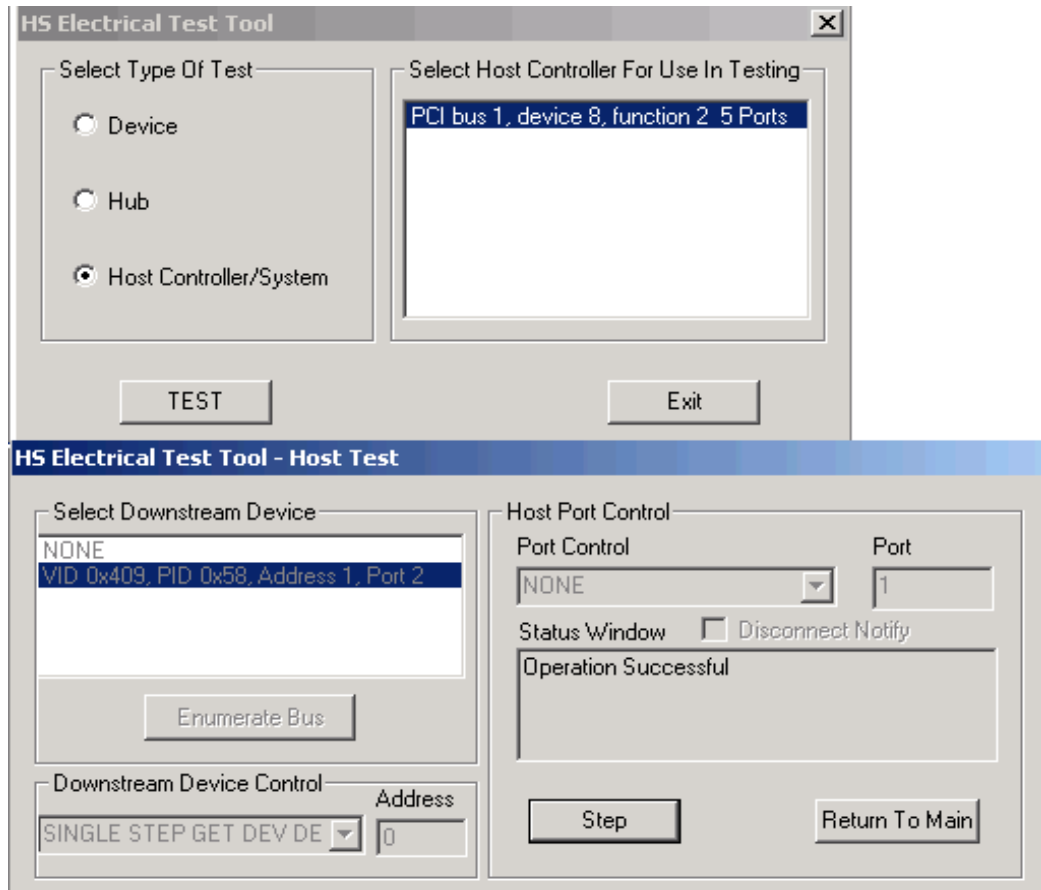 HS Electrical Test Tool
Select Type Of Test
Device
Hub
Host Controller/System
Select Host Controller For Use In Testing
PCI bus 1, device 8, function 2 5 Ports
TEST
Exit
HS Electrical Test Tool - Host Test
Select Downstream Device
NONE
VID 0x409, PID 0x58, Address 1, Port 2
Enumerate Bus
Downstream Device Control
Address
SINGLE STEP GET DEV DE
0
Host Port Control
Port Control
Port
NONE
1
Status Window
Disconnect Notify
Operation Successful
Step
Return To Main